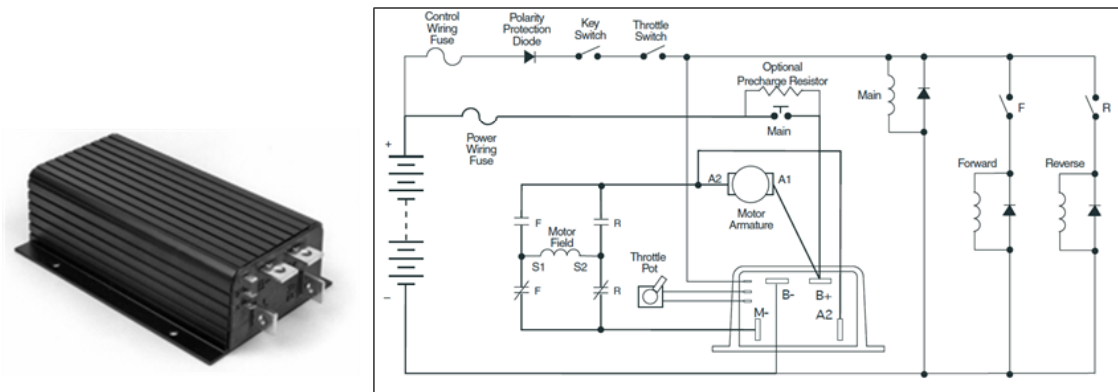 Control
Wiring
Fuse
Polarity
Protection
Diode
Key
Switch
Throttle
Switch
Optional
Precharge Resistor
Main
Main
F
R
Power
Wiring
Fuse
+
A2
A1
Forward
Reverse
Motor
Armature
F
R
Motor
Field
S1
S2
Throttle
Pot
F
R
B-
B+
M-
A2
–